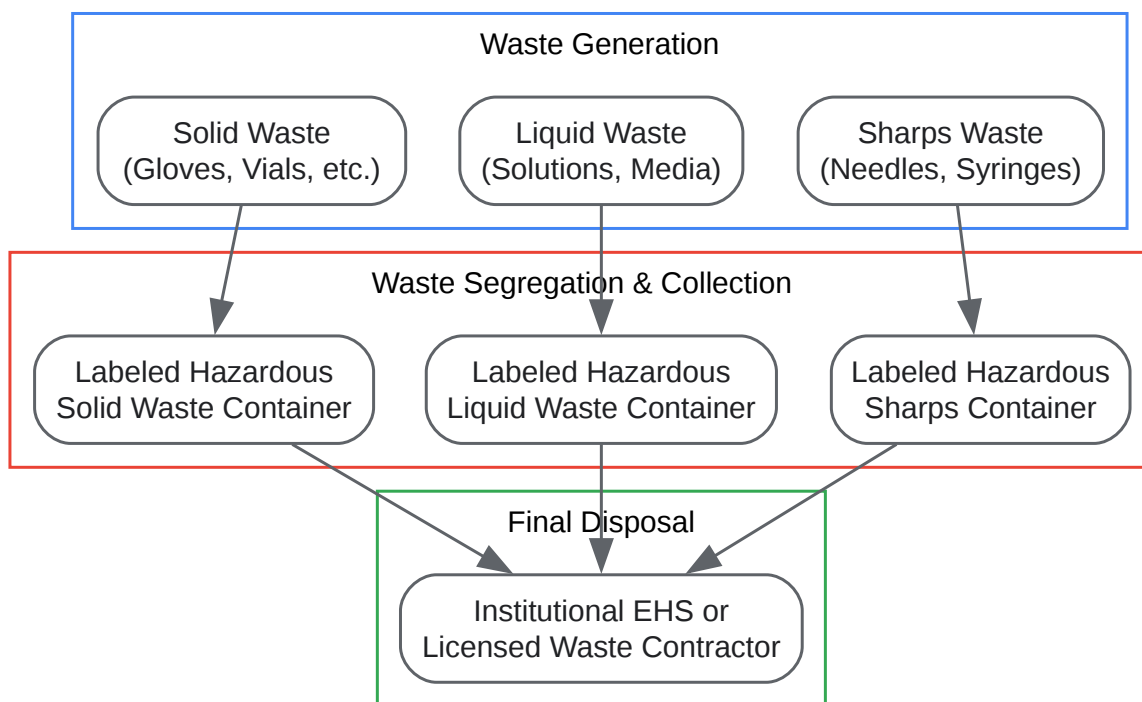 Waste Generation
Solid Waste
(Gloves, Vials, etc.)
Liquid Waste
(Solutions, Media)
Sharps Waste
(Needles, Syringes)
Waste Segregation & Collection
Labeled Hazardous
Solid Waste Container
Labeled Hazardous
Liquid Waste Container
Labeled Hazardous
Sharps Container
Final Disposal
Institutional EHS or
Licensed Waste Contractor